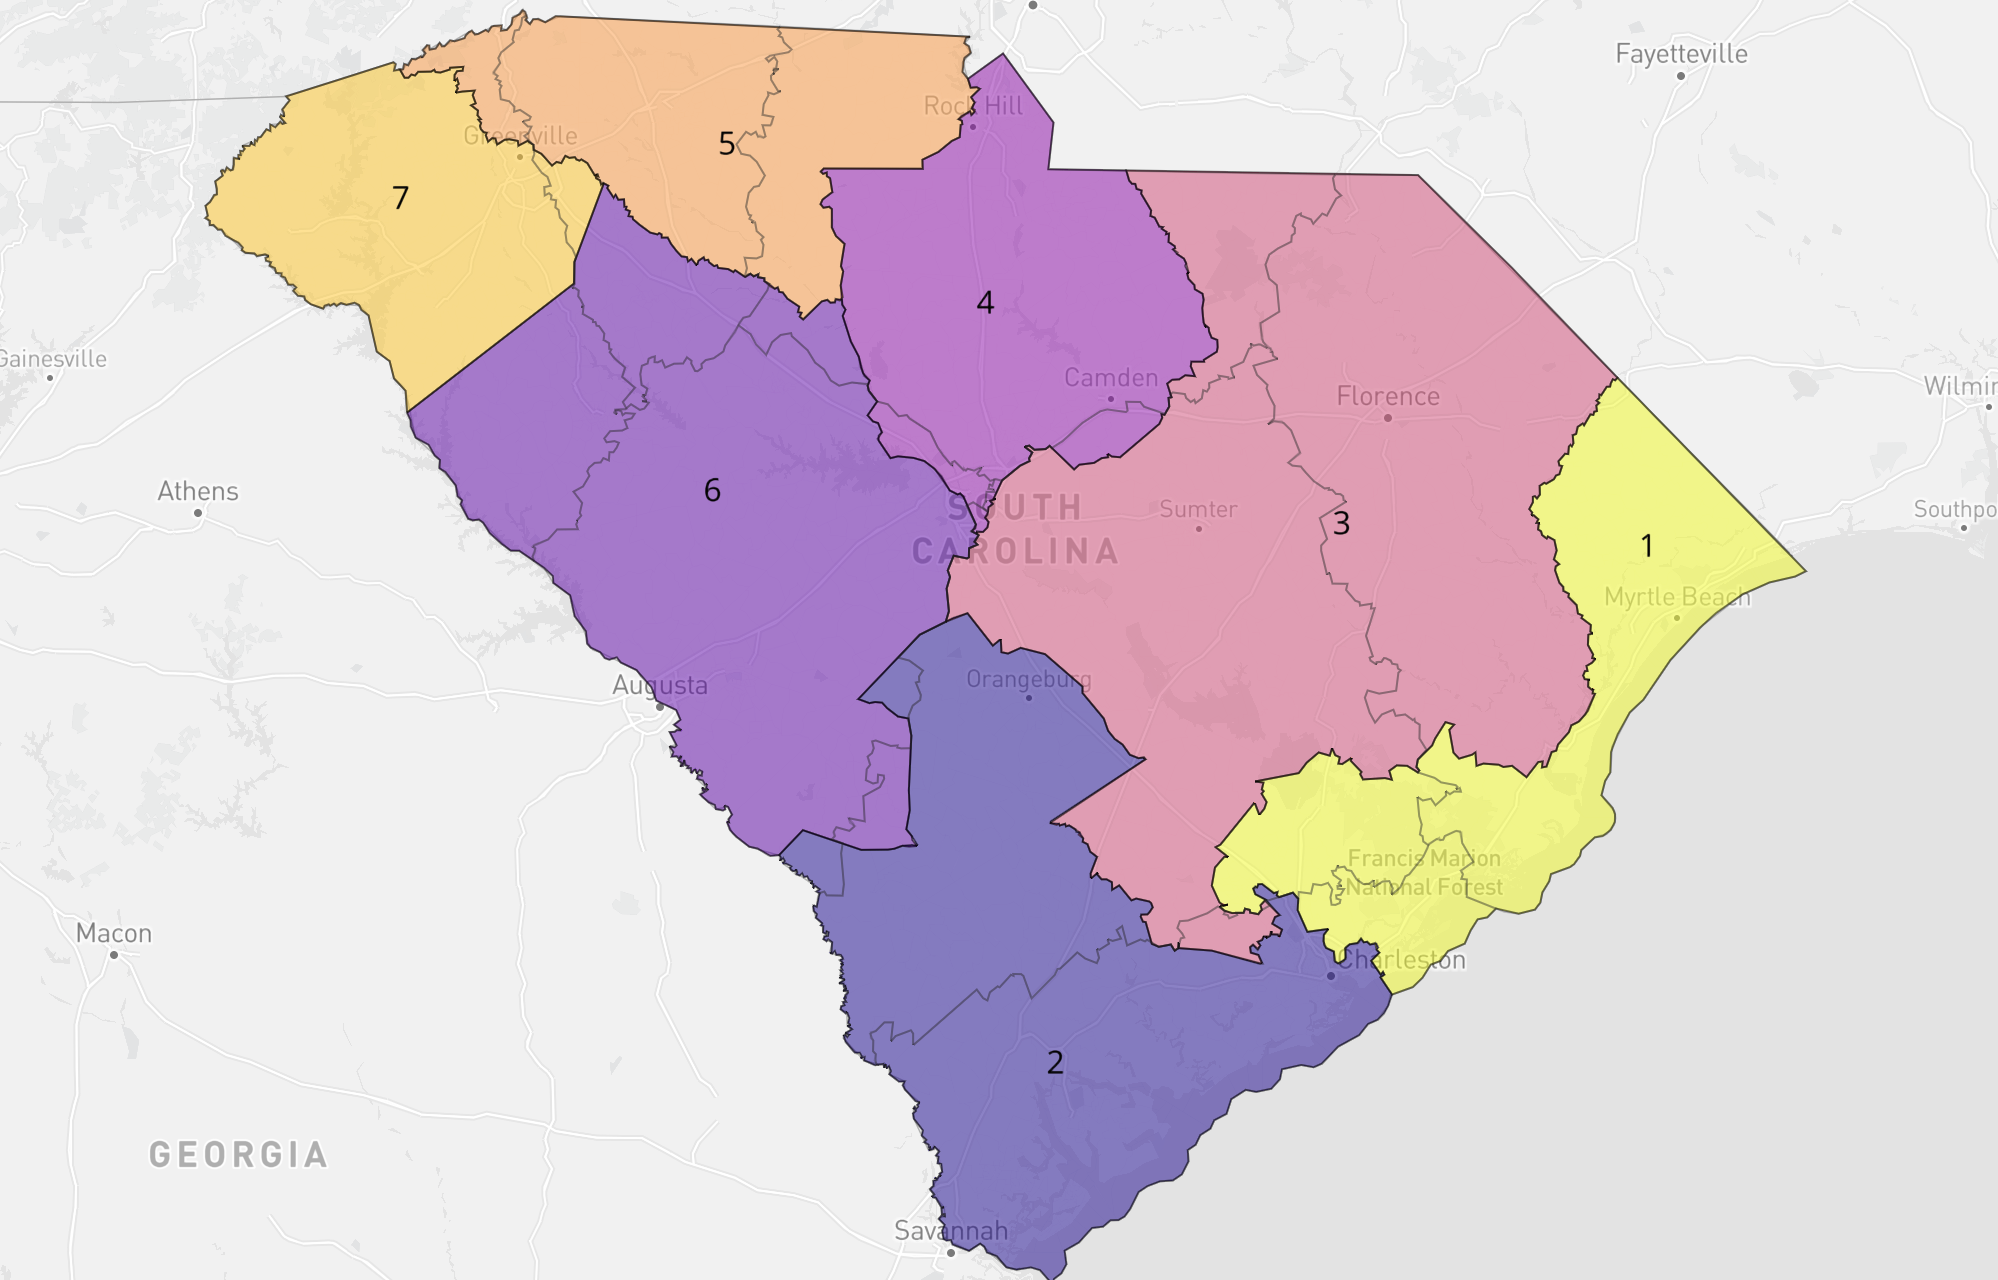 Fayetteville
Rock Hill
Greenville
5
7
4
Gainesville
Camden
Florence
Wilmin
Athens
6
SOUTH
CAROLINA
Sumter
3
Southpo
1
Myrtle Beach
Augusta
Orangeburg
Francis Marion
National Forest
Macon
Charleston
2
GEORGIA
Savannah